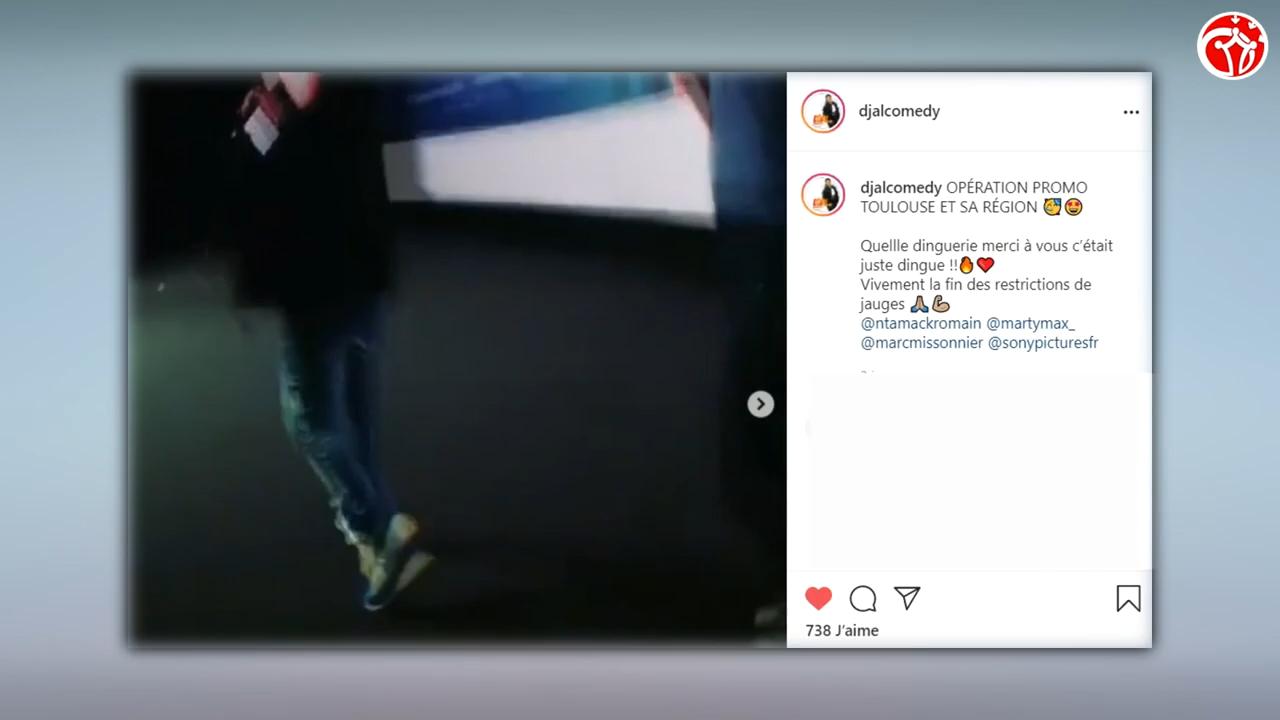 djalcomedy
djalcomedy OPÉRATION PROMO
TOULOUSE ET SA RÉGION 🥳🤩
Quellle dinguerie merci à vous c'était
juste dingue !!🔥❤️
Vivement la fin des restrictions de
jauges 🙏🏽💪🏽
@ntamackromain @martymax_
@marcmissonnier @sonypicturesfr
738 J'aime